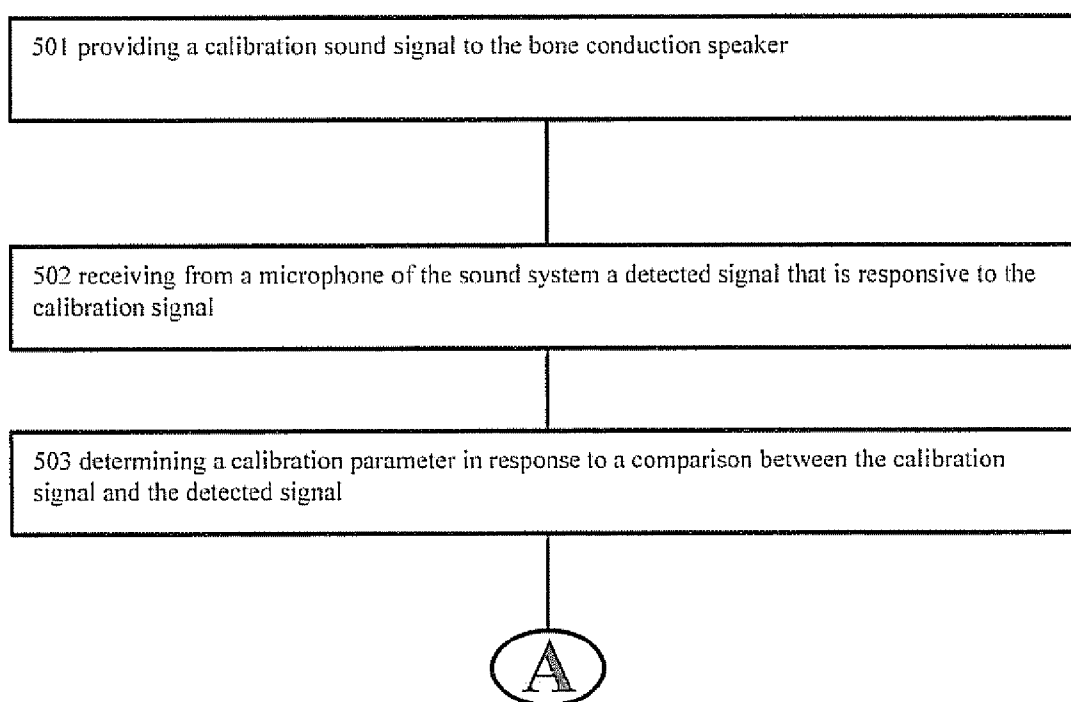 501 providing a calibration sound signal to the bone conduction speaker
502 receiving from a microphone of the sound system a detected signal that is responsive to the
calibration signal
503 determining a calibration parameter in response to a comparison between the calibration
signal and the detected signal
A